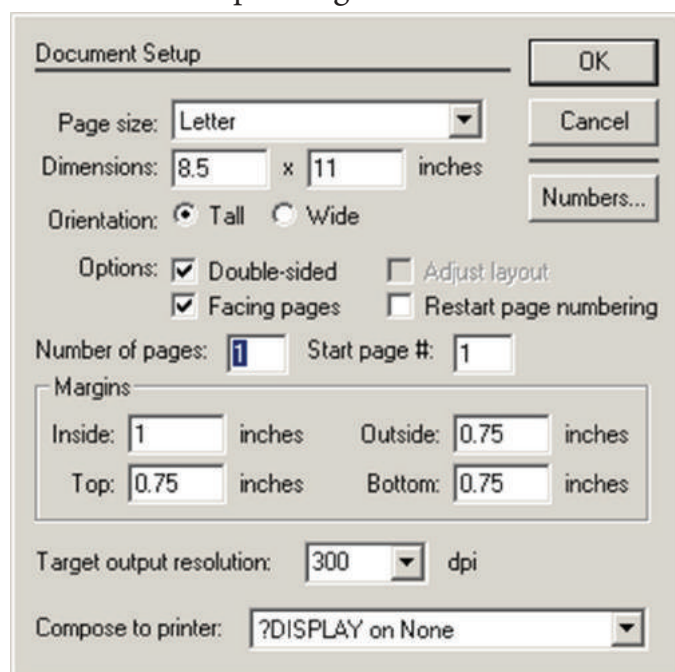 Document Setup
OK
Page size: Letter
Cancel
Dimensions: 8.5 x 11 inches
Numbers...
Orientation: Tall Wide
Options: Double-sided Adjust layout
Facing pages Restart page numbering
Number of pages: 1 Start page #: 1
Margins
Inside: 1 inches Outside: 0.75 inches
Top: 0.75 inches Bottom: 0.75 inches
Target output resolution: 300 dpi
Compose to printer: ?DISPLAY on None